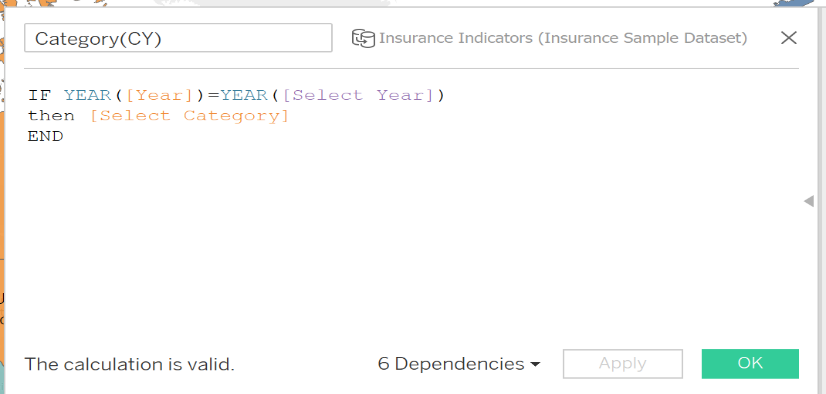 Category(CY)
Insurance Indicators (Insurance Sample Dataset)
IF YEAR([Year])=YEAR([Select Year])
then [Select Category]
END
The calculation is valid.
6 Dependencies
Apply
OK